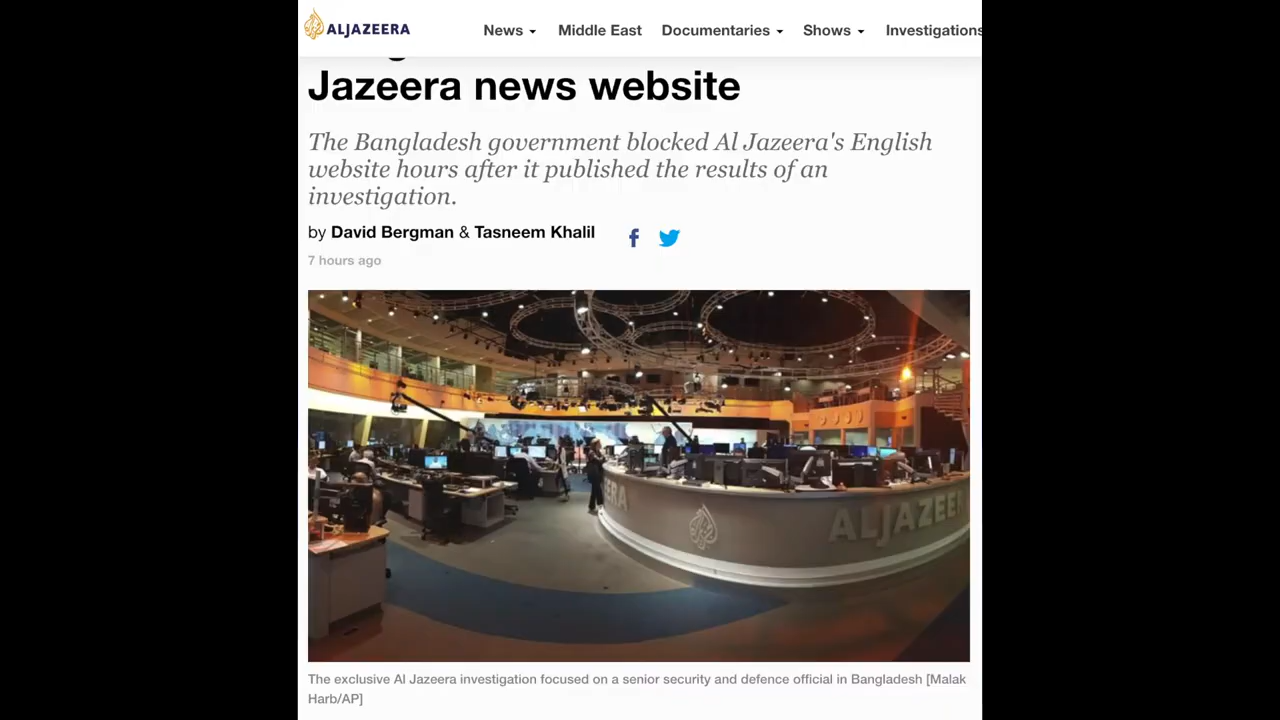 ALJAZEERA
News
Middle East
Documentaries
Shows
Investigations
Jazeera news website
The Bangladesh government blocked Al Jazeera's English
website hours after it published the results of an
investigation.
by David Bergman & Tasneem Khalil
7 hours ago
ERA
ALJAZEER
The exclusive Al Jazeera investigation focused on a senior security and defence official in Bangladesh [Malak
Harb/AP]